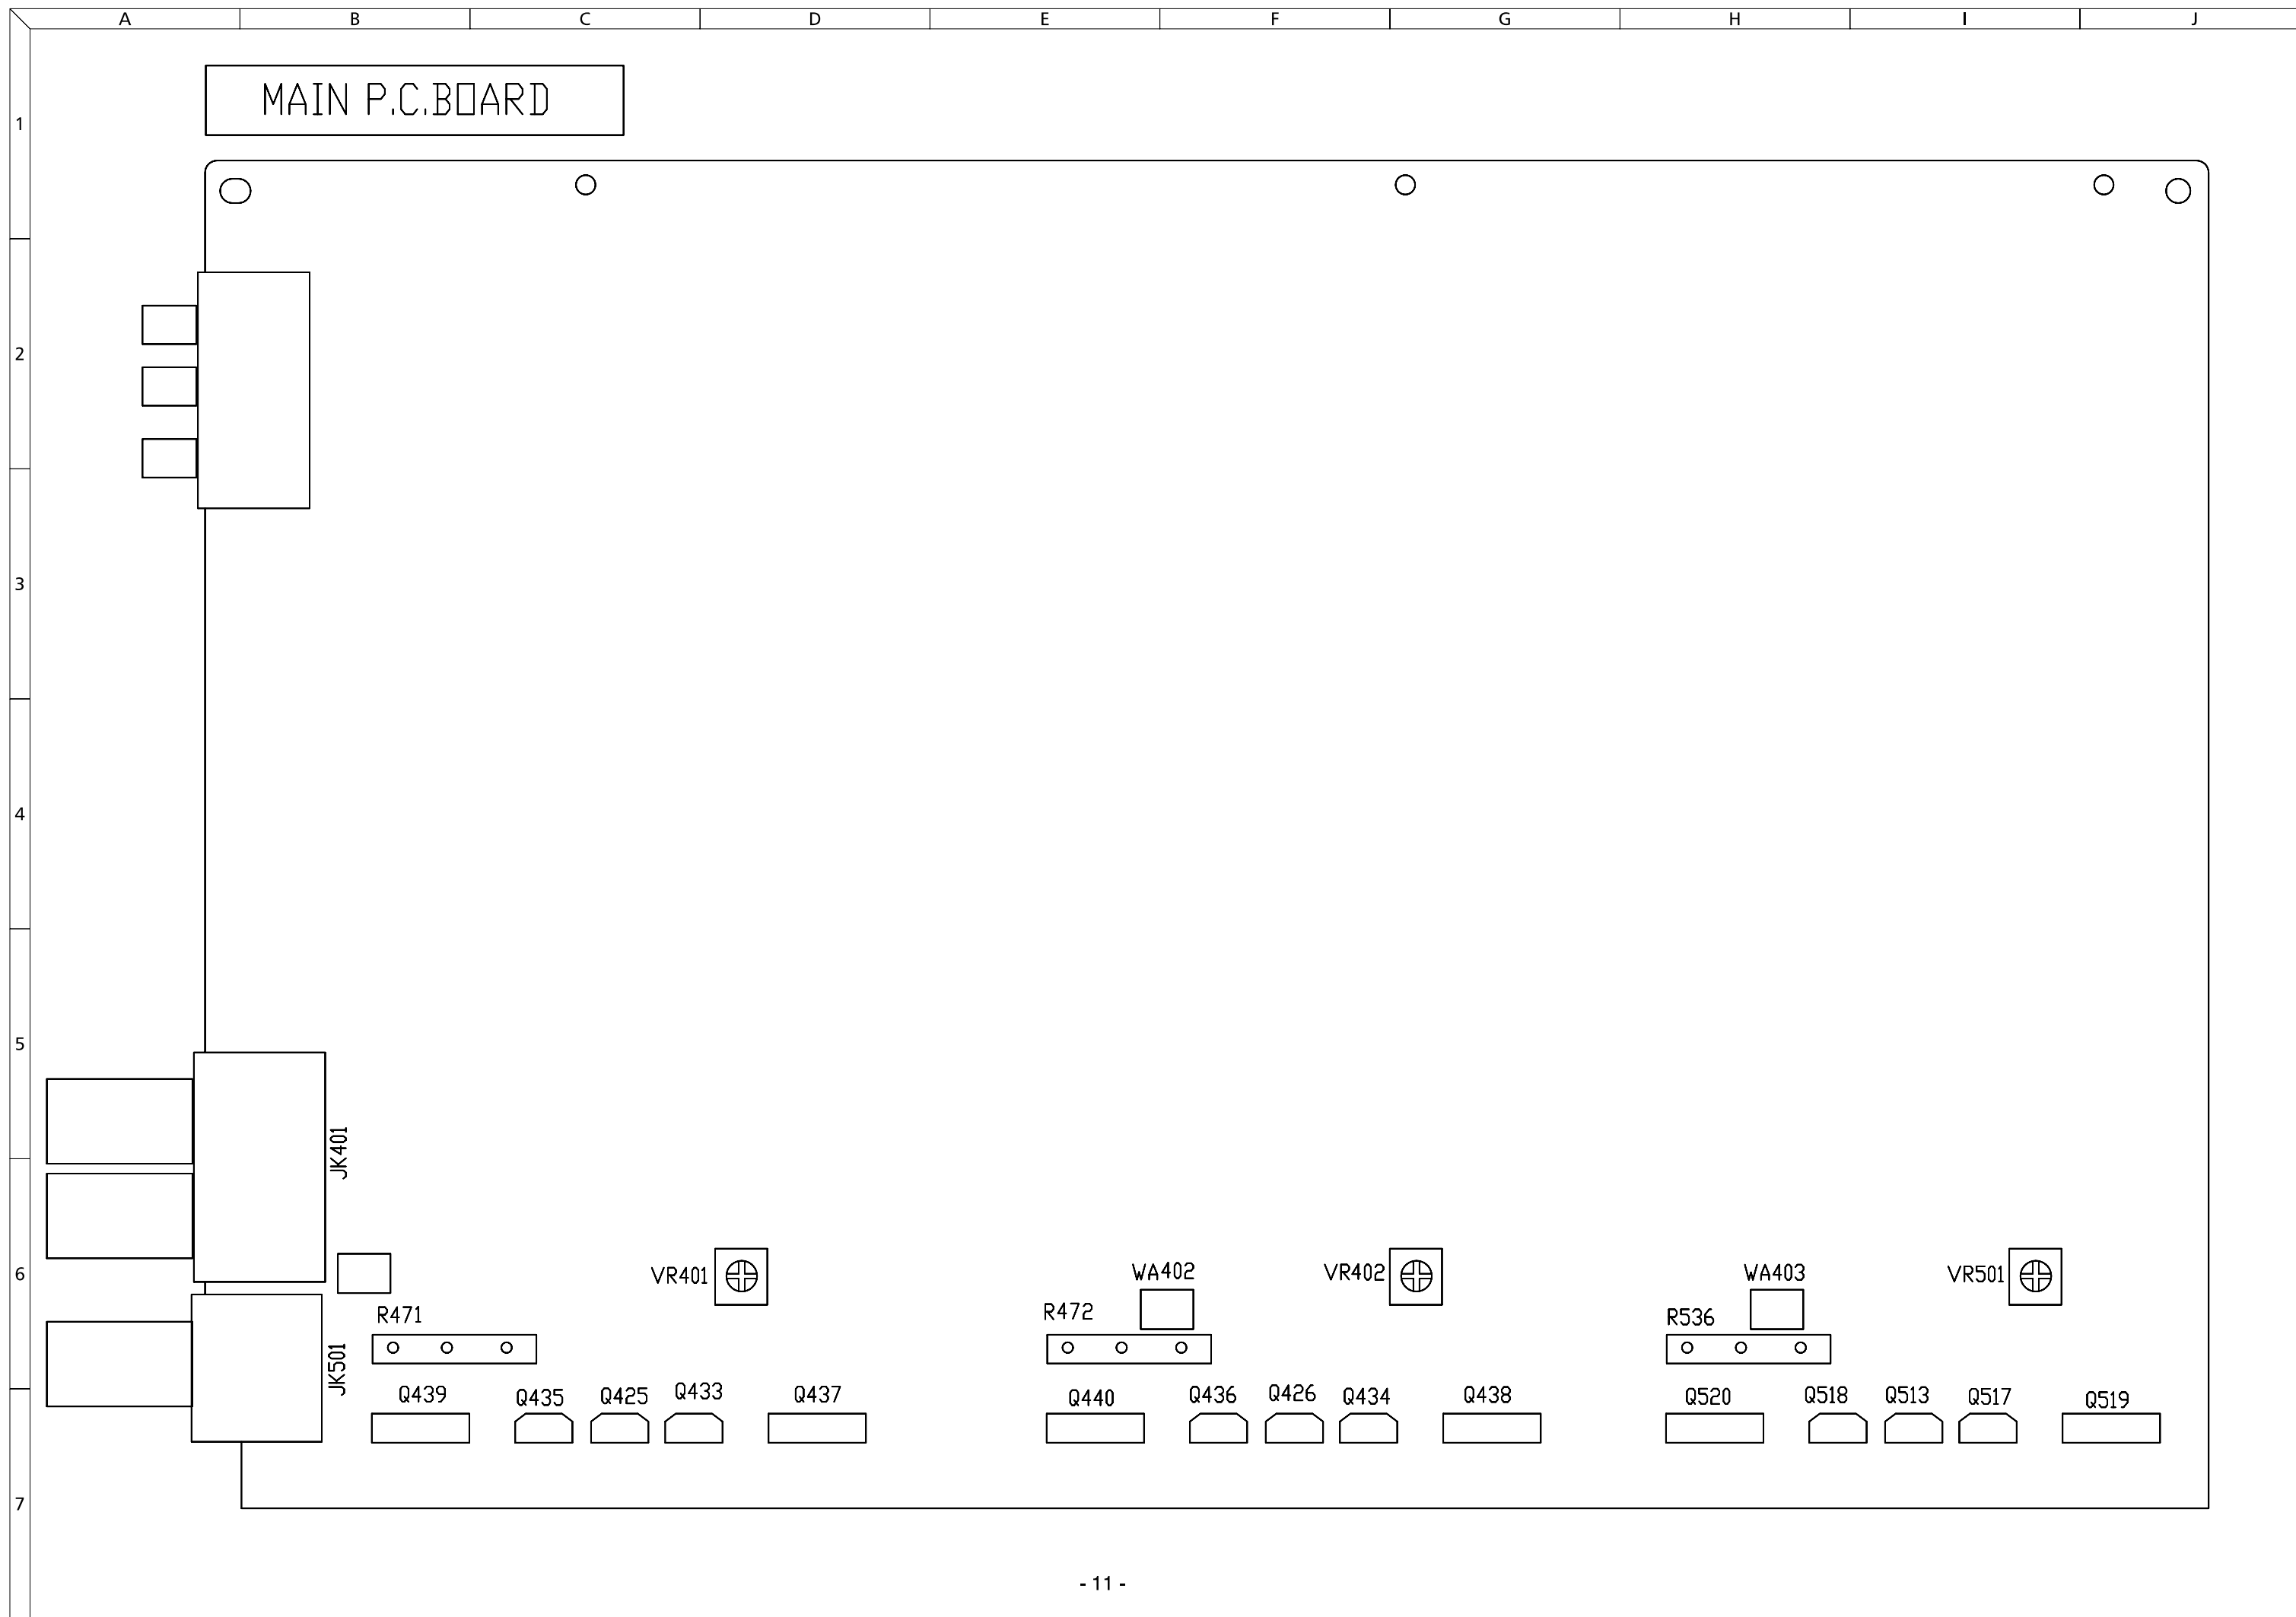 A B C D E F G H I J
MAIN P.C.BOARD
1
2
3
4
5
JK401
6
VR401
WA402
VR402
WA403
VR501
R471
R472
R536
JK501
Q439 Q435 Q425 Q433 Q437 Q440 Q436 Q426 Q434 Q438 Q520 Q518 Q513 Q517 Q519
7
- 11 -